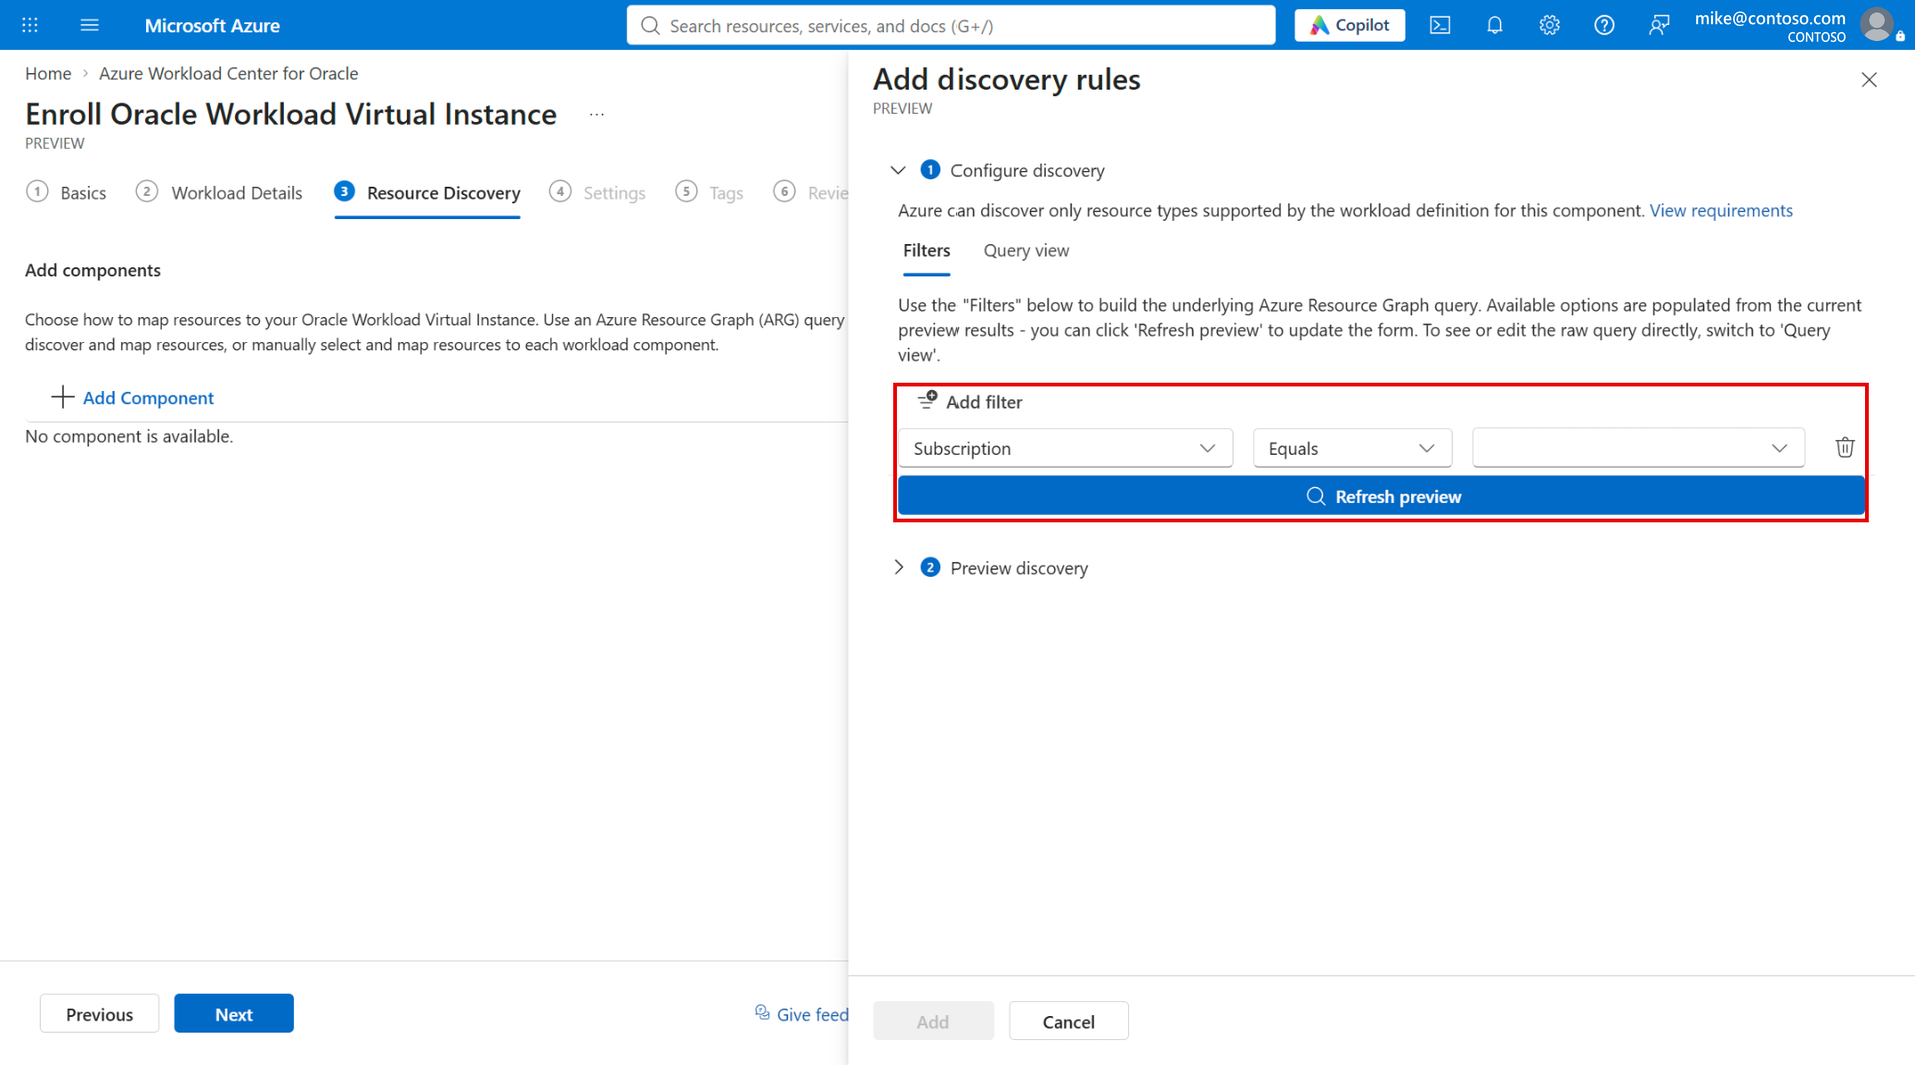 Microsoft Azure
Search resources, services, and docs (G+/)
Copilot
mike@contoso.com
CONTOSO
Home
Azure Workload Center for Oracle
Enroll Oracle Workload Virtual Instance
...
PREVIEW
1 Basics
2 Workload Details
3 Resource Discovery
4 Settings
5 Tags
6 Revie
Add components
Choose how to map resources to your Oracle Workload Virtual Instance. Use an Azure Resource Graph (ARG) query
discover and map resources, or manually select and map resources to each workload component.
Add Component
No component is available.
Previous
Next
Give feed
Add discovery rules
PREVIEW
1 Configure discovery
Azure can discover only resource types supported by the workload definition for this component. View requirements
Filters
Query view
Use the "Filters" below to build the underlying Azure Resource Graph query. Available options are populated from the current
preview results - you can click 'Refresh preview' to update the form. To see or edit the raw query directly, switch to 'Query
view'.
Add filter
Subscription
Equals
Refresh preview
2 Preview discovery
Add
Cancel